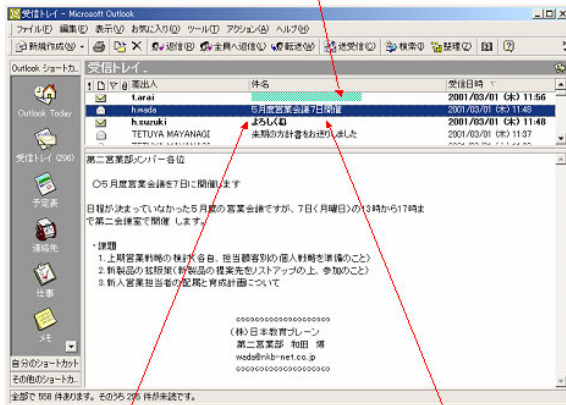 受信トレイ - Microsoft Outlook
ファイル(F) 編集(E) 表示(V) お気に入り(O) ツール(T) アクション(A) ヘルプ(H)
新規作成(N) 返信(R) 全員へ返信(L) 転送(W) 送受信(C) 検索(I) 整理(Z)
Outlook ショートカ.. 受信トレイ .
差出人 件名 受信日時
t.arai 2001/03/01 (木) 11:56
h.wada 5月度営業会議7日開催 2001/03/01 (木) 11:48
h.suzuki よろしくね 2001/03/01 (木) 11:48
TETUYA MAYANAGI 来期の方計書をお送りしました 2001/03/01 (木) 11:37
Outlook Today
受信トレイ (296)
予定表
連絡先
仕事
メモ
自分のショートカット
その他のショートカ..
第二営業部メンバー各位
○5月度営業会議を7日に開催します
日程が決まっていなかった5月度の営業会議ですが、7日(月曜日)の13時から17時ま
で第二会議室で開催 します。
・課題
1.上期営業戦略の検討(各自、担当顧客別の個人戦略を準備のこと)
2.新製品の拡販策(新製品の提案先をリストアップの上、参加のこと)
3.新人営業担当者の配属と育成計画について
(株)日本教育ブレーン
第二営業部 和田 博
wada@nkb-net.co.jp
全部で 558 件あります。そのうち 296 件が未読です。